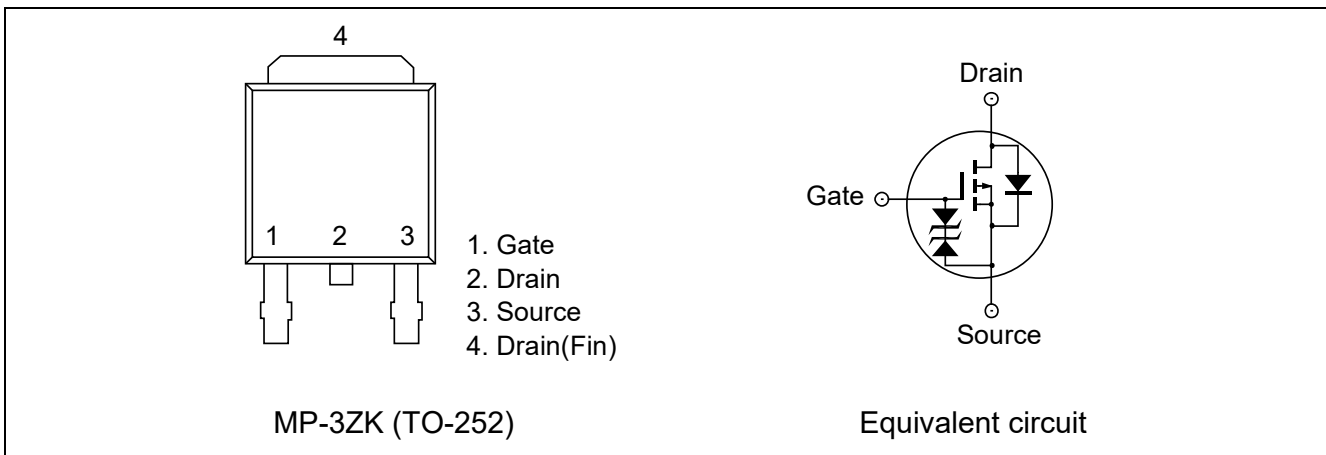 4
1 2 3
1. Gate
2. Drain
3. Source
4. Drain(Fin)
MP-3ZK (TO-252)
Drain
Gate
Source
Equivalent circuit